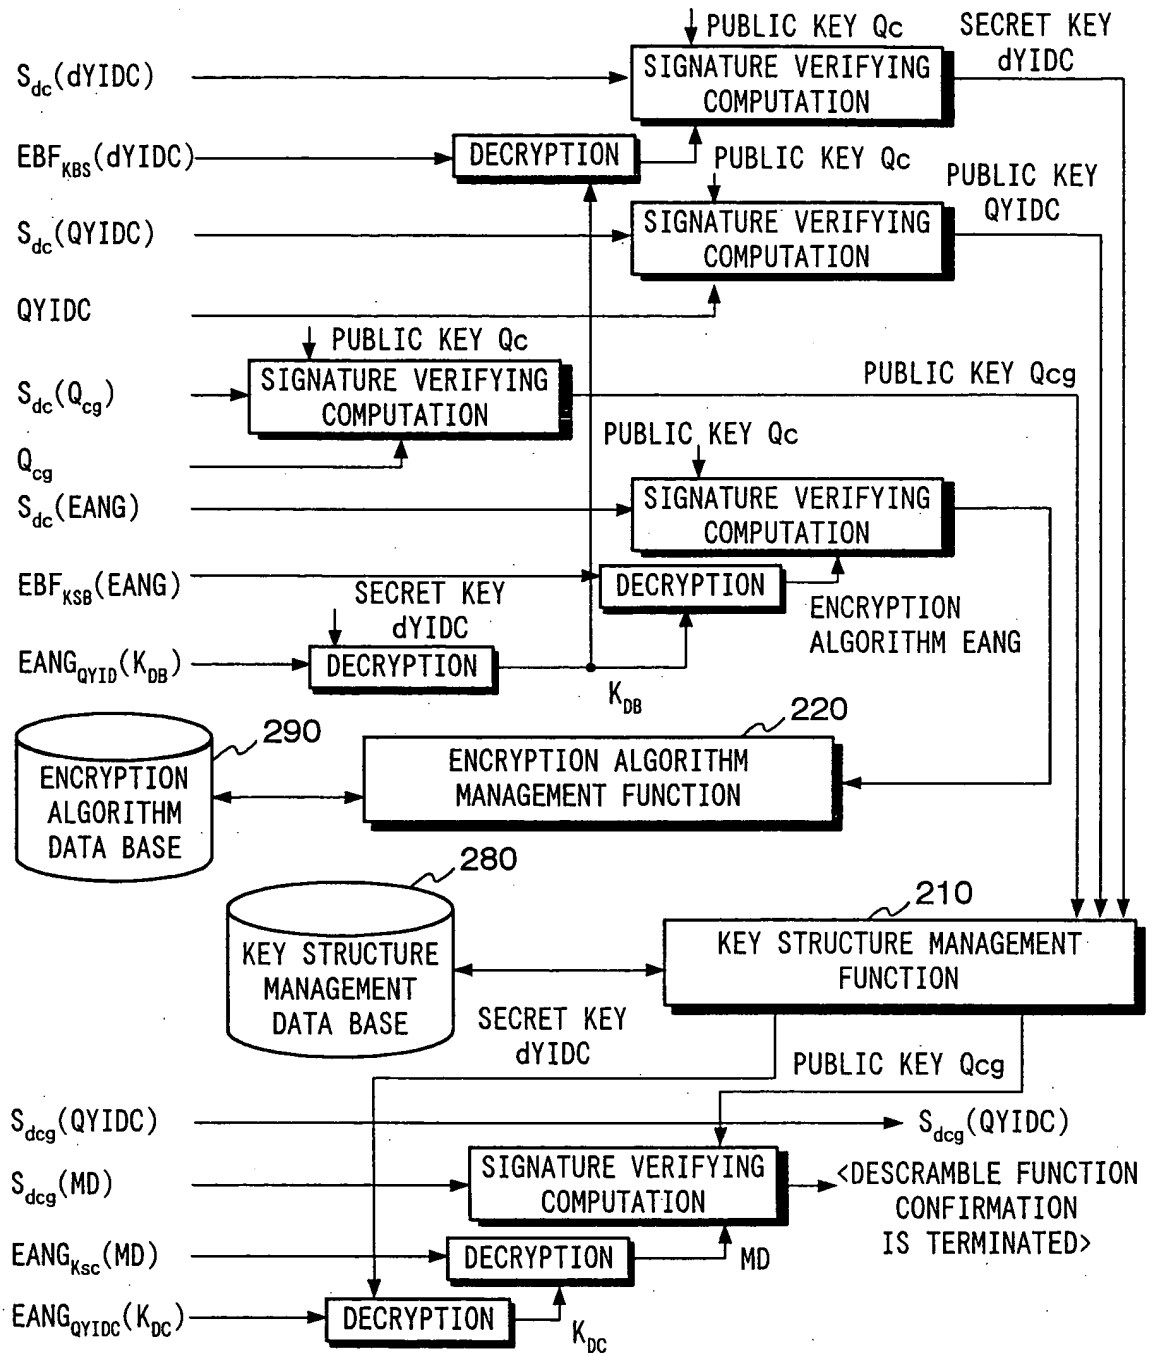 PUBLIC KEY Qc
SECRET KEY
dYIDC
Sdc(dYIDC)
SIGNATURE VERIFYING
COMPUTATION
EBFKBS(dYIDC)
DECRYPTION
PUBLIC KEY Qc
PUBLIC KEY
QYIDC
Sdc(QYIDC)
SIGNATURE VERIFYING
COMPUTATION
QYIDC
PUBLIC KEY Qc
Sdc(Qcg)
SIGNATURE VERIFYING
COMPUTATION
PUBLIC KEY Qcg
Qcg
PUBLIC KEY Qc
Sdc(EANG)
SIGNATURE VERIFYING
COMPUTATION
EBFKSB(EANG)
DECRYPTION
SECRET KEY
dYIDC
ENCRYPTION
ALGORITHM EANG
EANGQYID(KDB)
DECRYPTION
KDB
290
220
ENCRYPTION
ALGORITHM
DATA BASE
ENCRYPTION ALGORITHM
MANAGEMENT FUNCTION
280
210
KEY STRUCTURE
MANAGEMENT
DATA BASE
KEY STRUCTURE MANAGEMENT
FUNCTION
SECRET KEY
dYIDC
PUBLIC KEY Qcg
Sdcg(QYIDC)
Sdcg(QYIDC)
Sdcg(MD)
SIGNATURE VERIFYING
COMPUTATION
<DESCRAMBLE FUNCTION
CONFIRMATION
IS TERMINATED>
EANGKsc(MD)
DECRYPTION
MD
EANGQYIDC(KDC)
DECRYPTION
KDC